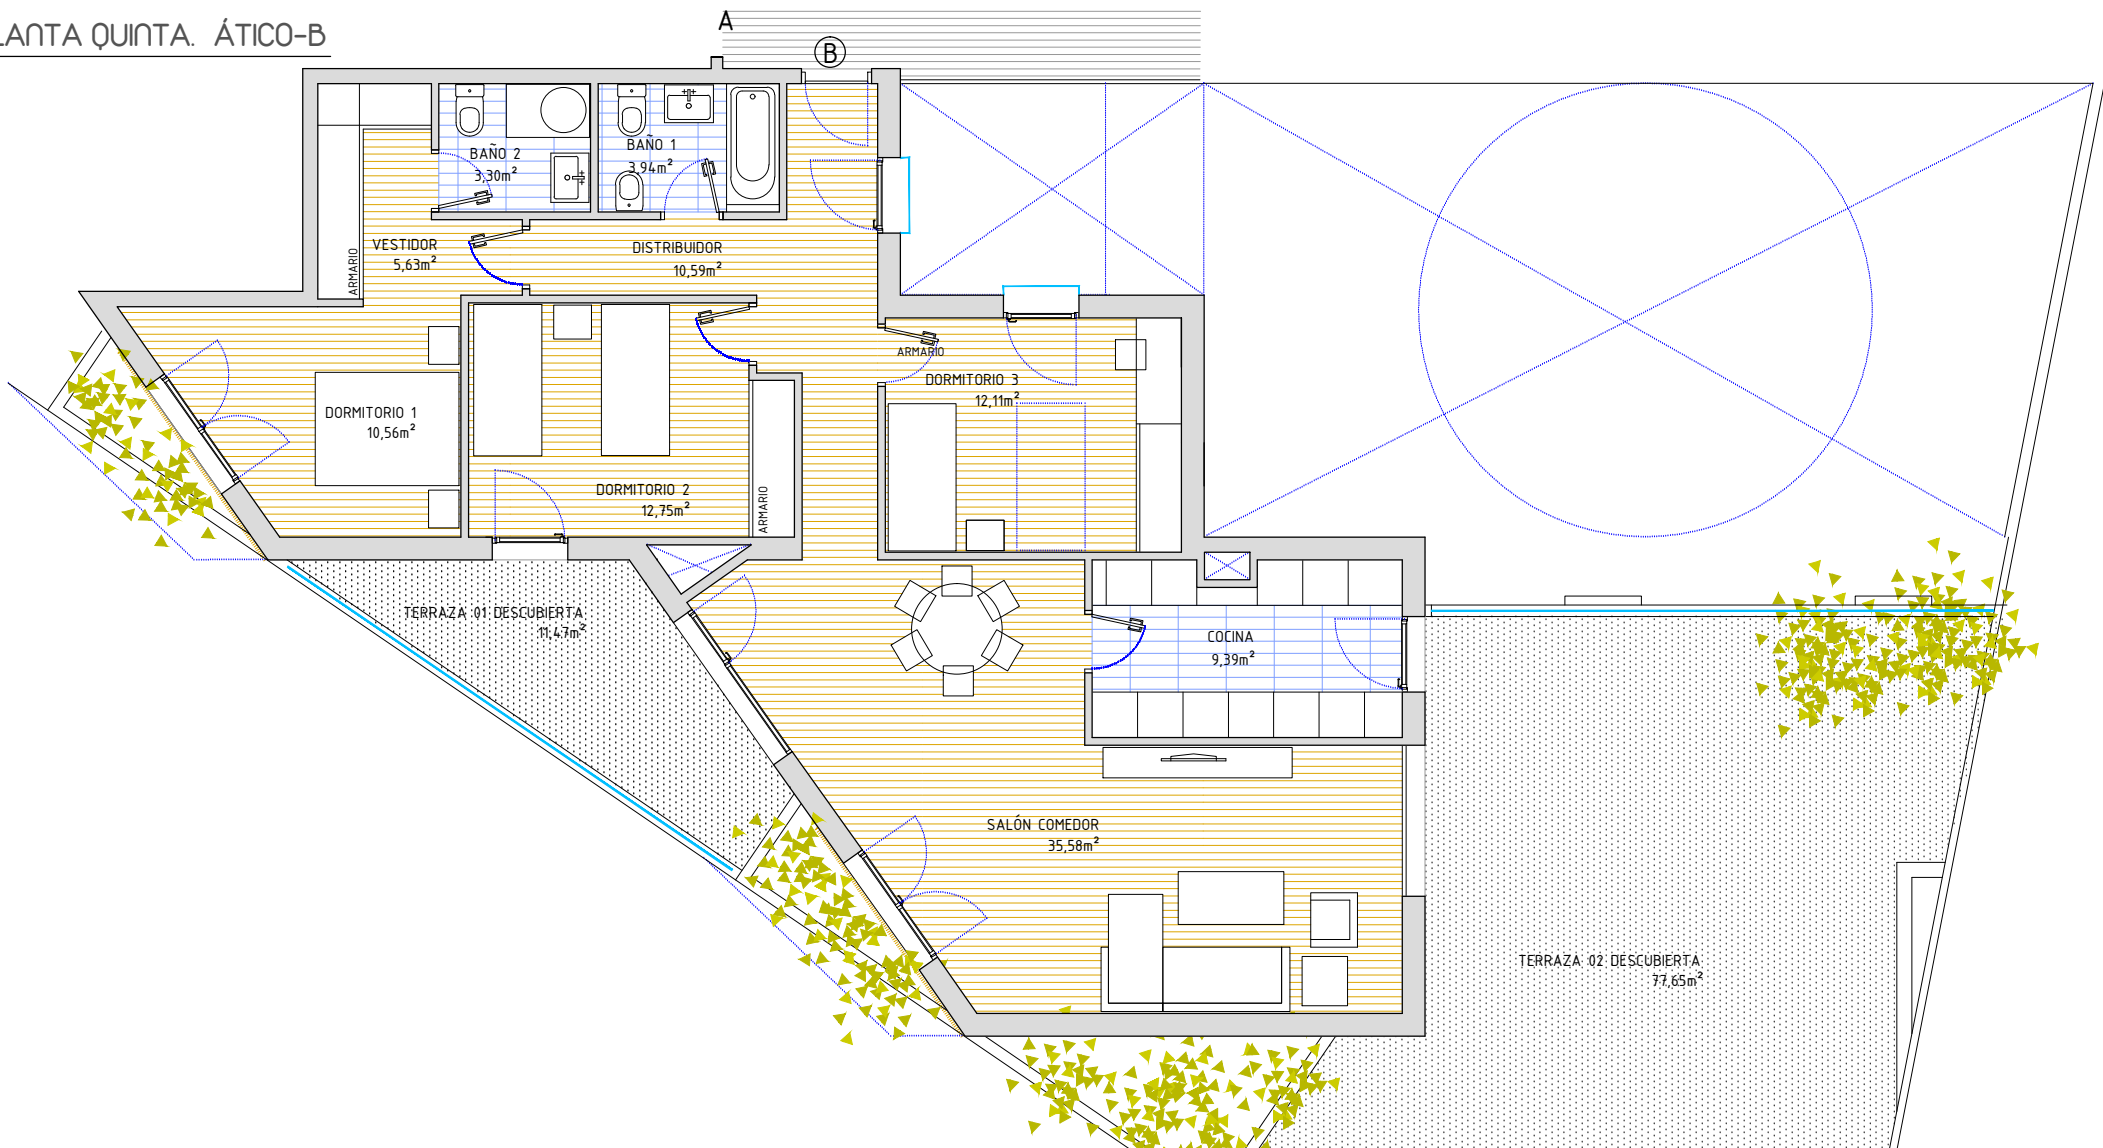 LANTA QUINTA. ÁTICO-B
A
B
BAÑO 2
3,30m²
BAÑO 1
3,94m²
VESTIDOR
5,63m²
ARMARIO
DISTRIBUIDOR
10,59m²
ARMARIO
DORMITORIO 3
12,11m²
DORMITORIO 1
10,56m²
DORMITORIO 2
12,75m²
ARMARIO
TERRAZA 01 DESCUBIERTA
11,47m²
COCINA
9,39m²
SALÓN COMEDOR
35,58m²
TERRAZA 02 DESCUBIERTA
77,65m²